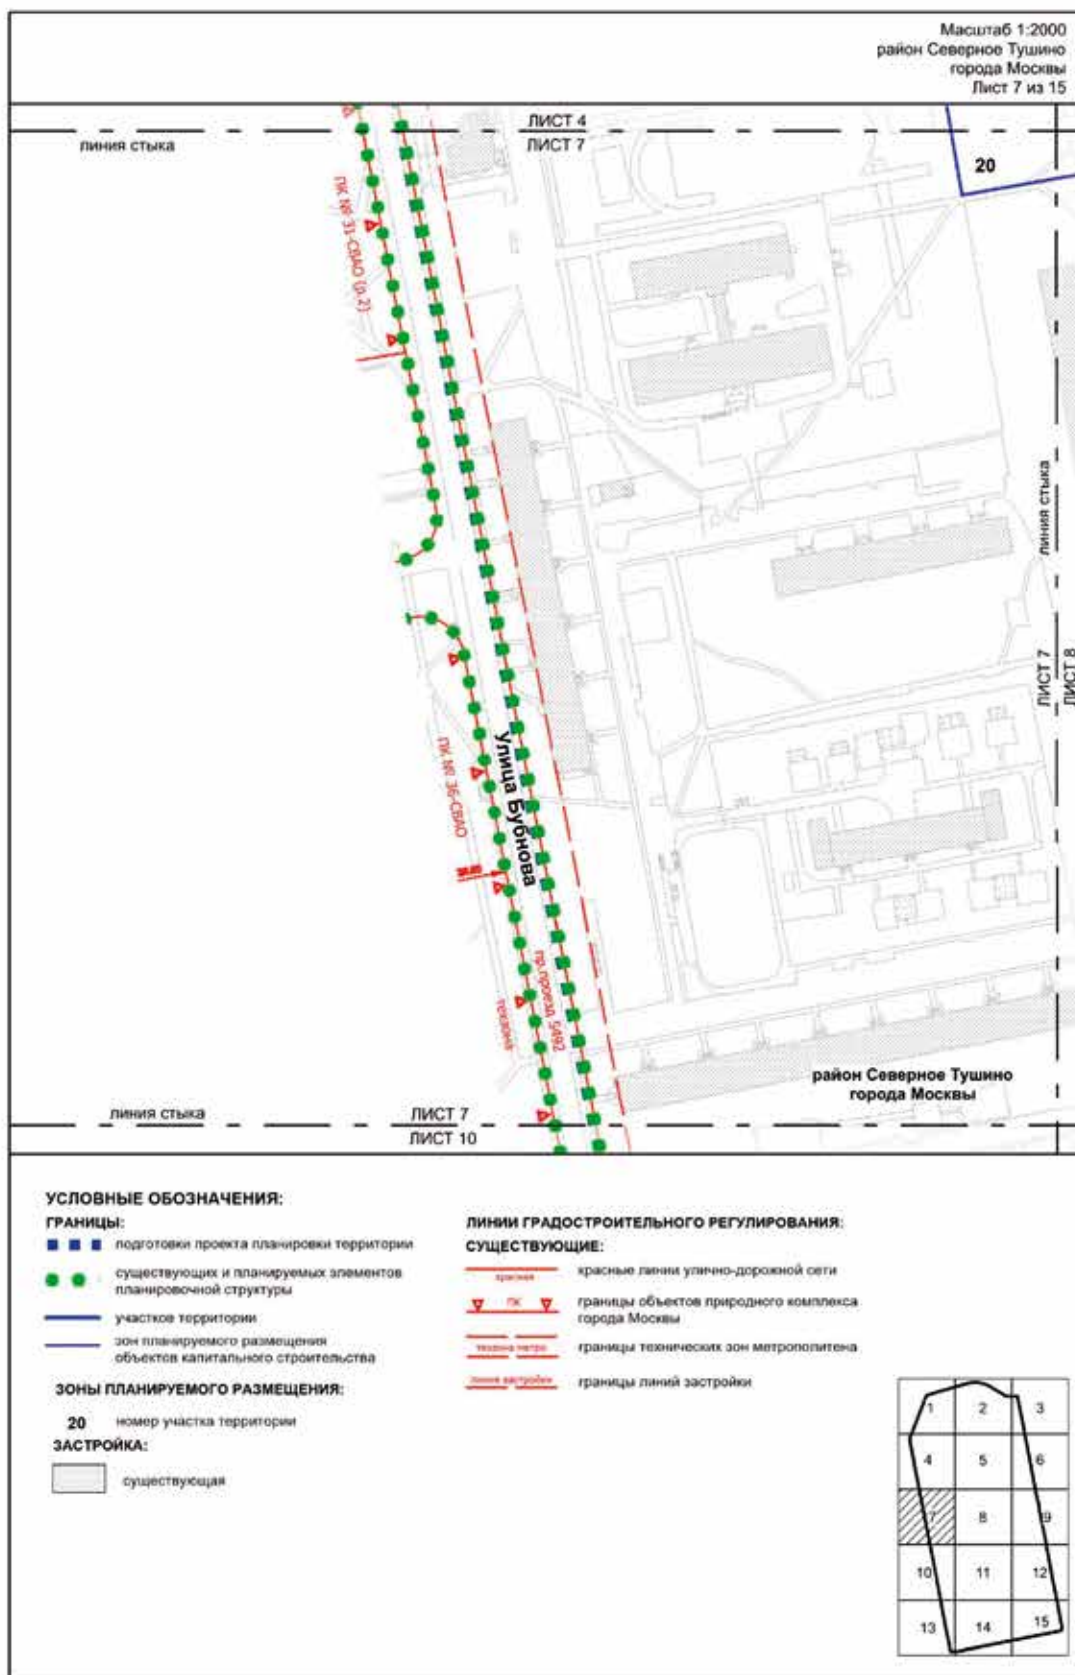 Масштаб 1:2000
район Северное Тушино
города Москвы
Лист 7 из 15
ЛИСТ 4
линия стыка
ЛИСТ 7
20
ПК № 31-СВАО (р.2)
линия стыка
ЛИСТ 7
ЛИСТ 8
ПК № 36-СВАО
улица Бубнова
пр.проезд 5492
район Северное Тушино
города Москвы
линия стыка
ЛИСТ 7
ЛИСТ 10
УСЛОВНЫЕ ОБОЗНАЧЕНИЯ:
ГРАНИЦЫ:
подготовки проекта планировки территории
существующих и планируемых элементов
планировочной структуры
участков территории
зон планируемого размещения
объектов капитального строительства
ЗОНЫ ПЛАНИРУЕМОГО РАЗМЕЩЕНИЯ:
20 номер участка территории
ЗАСТРОЙКА:
существующая
ЛИНИИ ГРАДОСТРОИТЕЛЬНОГО РЕГУЛИРОВАНИЯ:
СУЩЕСТВУЮЩИЕ:
красная
красные линии улично-дорожной сети
ПК
границы объектов природного комплекса
города Москвы
техзона метро
границы технических зон метрополитена
линия застройки
границы линий застройки
1 2 3
4 5 6
7 8 9
10 11 12
13 14 15